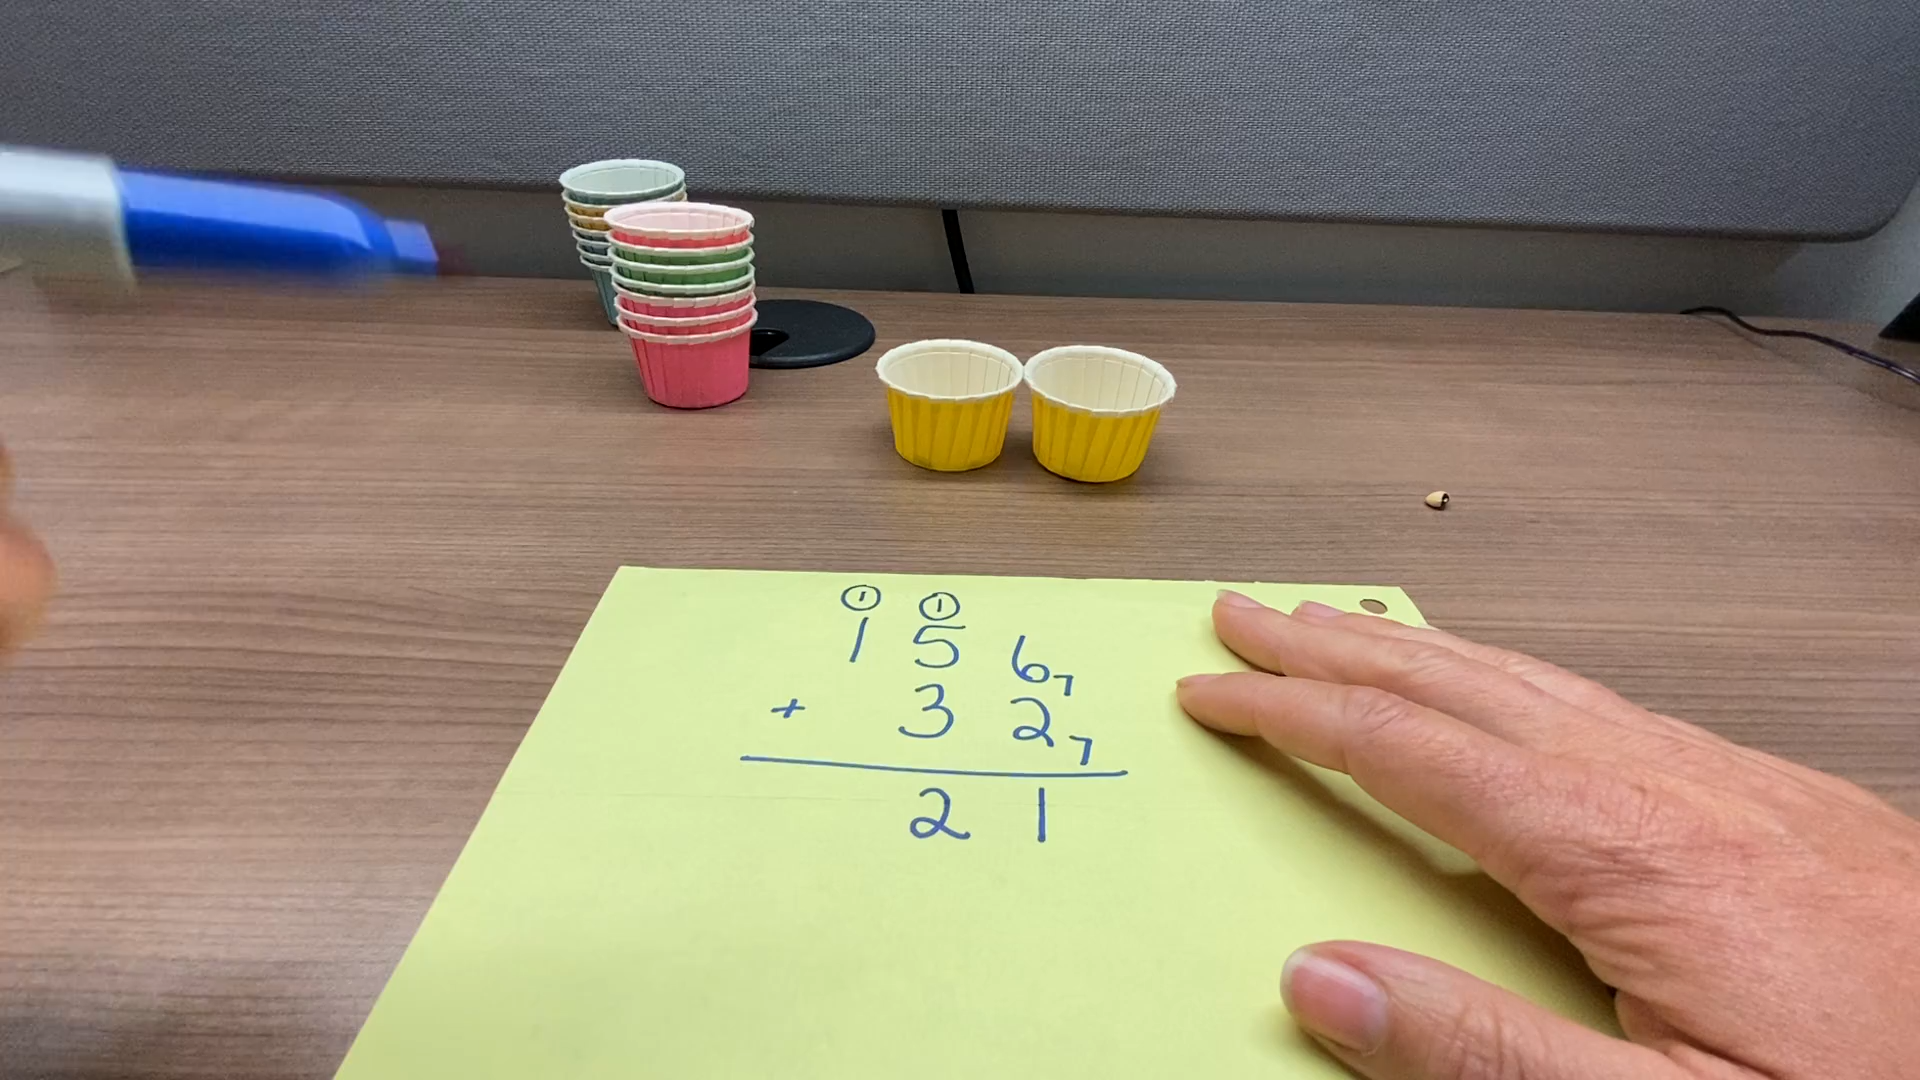 ① ①
1 5 6₇
+ 3 2₇
2 1